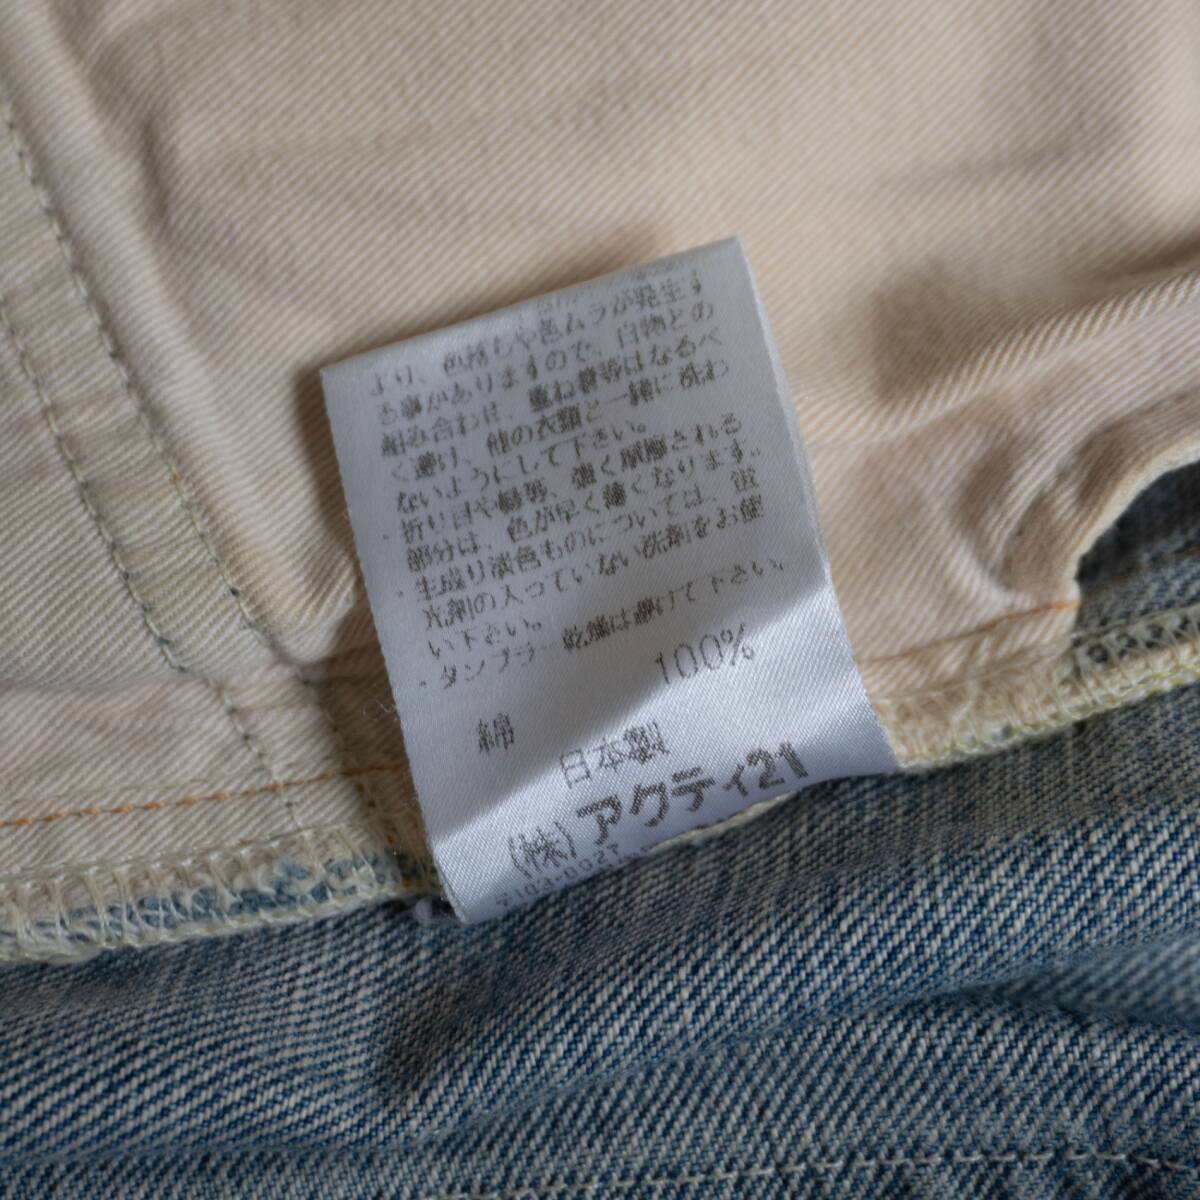 より、色落ちや色ムラが発生す
る事がありますので、白物との
組み合わせ、重ね着等はなるべ
く避け、他の衣類と一緒に洗わ
ないようにして下さい。
・折り目や縁等、強く摩擦される
部分は、色が早く薄くなります。
・生成り淡色ものについては、蛍
光剤の入っていない洗剤をお使
い下さい。
・タンブラー乾燥は避けて下さい。
綿 100%
日本製
(株)アクティ21